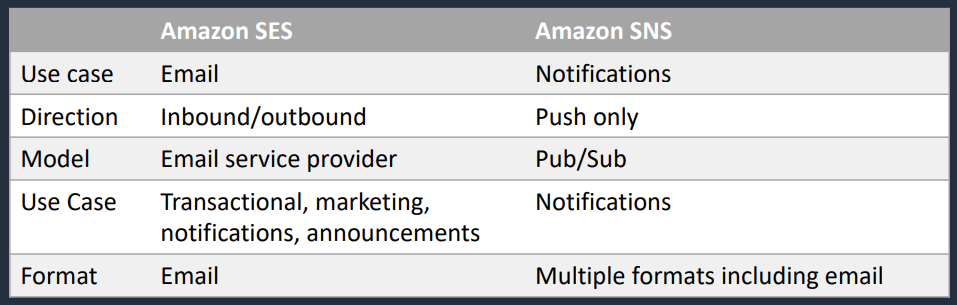 Amazon SES Amazon SNS
Use case Email Notifications
Direction Inbound/outbound Push only
Model Email service provider Pub/Sub
Use Case Transactional, marketing, Notifications
notifications, announcements
Format Email Multiple formats including email